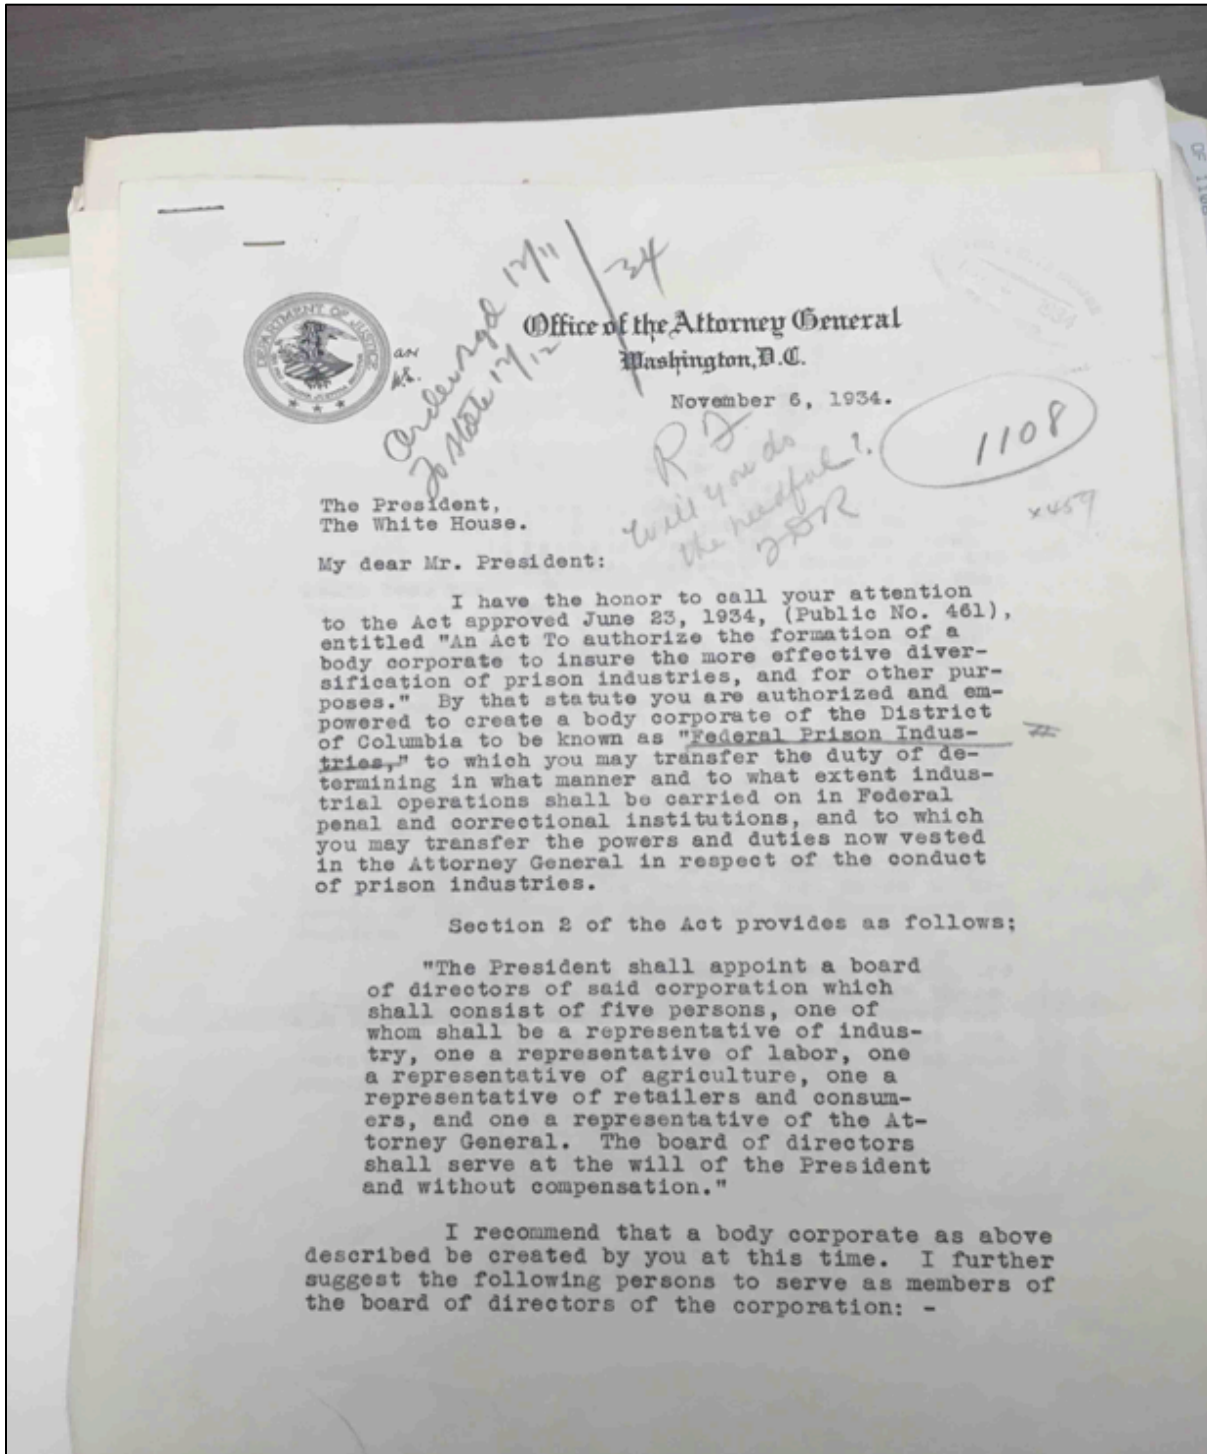 Order sgd 12/11/34
To State 12/12
DEPARTMENT OF JUSTICE
Office of the Attorney General
Washington, D.C.
November 6, 1934.
1108
x459
R F
Will you do
the needful?
FDR
The President,
The White House.
My dear Mr. President:
I have the honor to call your attention
to the Act approved June 23, 1934, (Public No. 461),
entitled "An Act To authorize the formation of a
body corporate to insure the more effective diver-
sification of prison industries, and for other pur-
poses." By that statute you are authorized and em-
powered to create a body corporate of the District
of Columbia to be known as "Federal Prison Indus-
tries," to which you may transfer the duty of de-
termining in what manner and to what extent indus-
trial operations shall be carried on in Federal
penal and correctional institutions, and to which
you may transfer the powers and duties now vested
in the Attorney General in respect of the conduct
of prison industries.
Section 2 of the Act provides as follows:
"The President shall appoint a board
of directors of said corporation which
shall consist of five persons, one of
whom shall be a representative of indus-
try, one a representative of labor, one
a representative of agriculture, one a
representative of retailers and consum-
ers, and one a representative of the At-
torney General. The board of directors
shall serve at the will of the President
and without compensation."
I recommend that a body corporate as above
described be created by you at this time. I further
suggest the following persons to serve as members of
the board of directors of the corporation: -